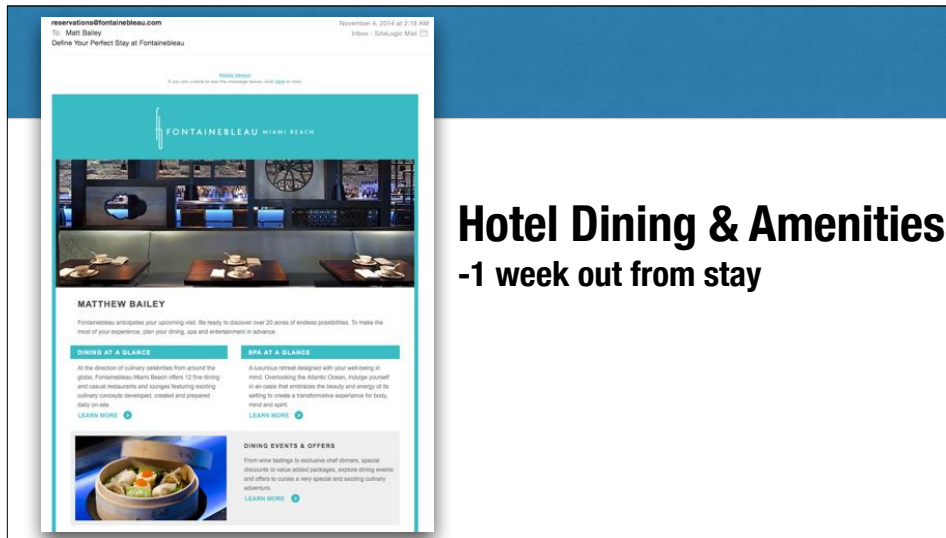 reservations@fontainebleau.com
November 4, 2014 at 2:18 AM
To: Matt Bailey
Inbox - SiteLogic Mail
Define Your Perfect Stay at Fontainebleau
Mobile Version
If you are unable to see the message below, click here to view.
FONTAINEBLEAU MIAMI BEACH
Hotel Dining & Amenities
-1 week out from stay
MATTHEW BAILEY
Fontainebleau anticipates your upcoming visit. Be ready to discover over 20 acres of endless possibilities. To make the
most of your experience, plan your dining, spa and entertainment in advance.
DINING AT A GLANCE
At the direction of culinary celebrities from around the
globe, Fontainebleau Miami Beach offers 12 fine dining
and casual restaurants and lounges featuring exciting
culinary concepts developed, created and prepared
daily on-site.
LEARN MORE
SPA AT A GLANCE
A luxurious retreat designed with your well-being in
mind. Overlooking the Atlantic Ocean, indulge yourself
in an oasis that embraces the beauty and energy of its
setting to create a transformative experience for body,
mind and spirit.
LEARN MORE
DINING EVENTS & OFFERS
From wine tastings to exclusive chef dinners, special
discounts to value added packages, explore dining events
and offers to curate a very special and exciting culinary
adventure.
LEARN MORE